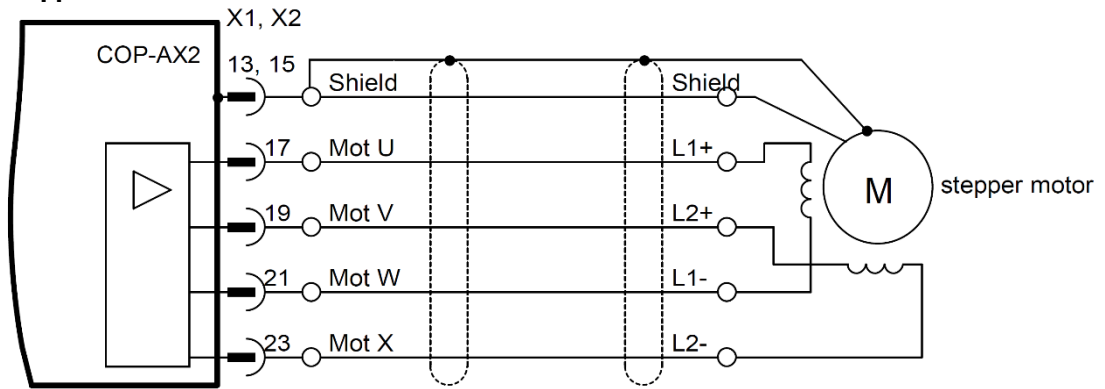 X1, X2
COP-AX2
13, 15
Shield
Shield
17
Mot U
L1+
M
stepper motor
19
Mot V
L2+
21
Mot W
L1-
23
Mot X
L2-